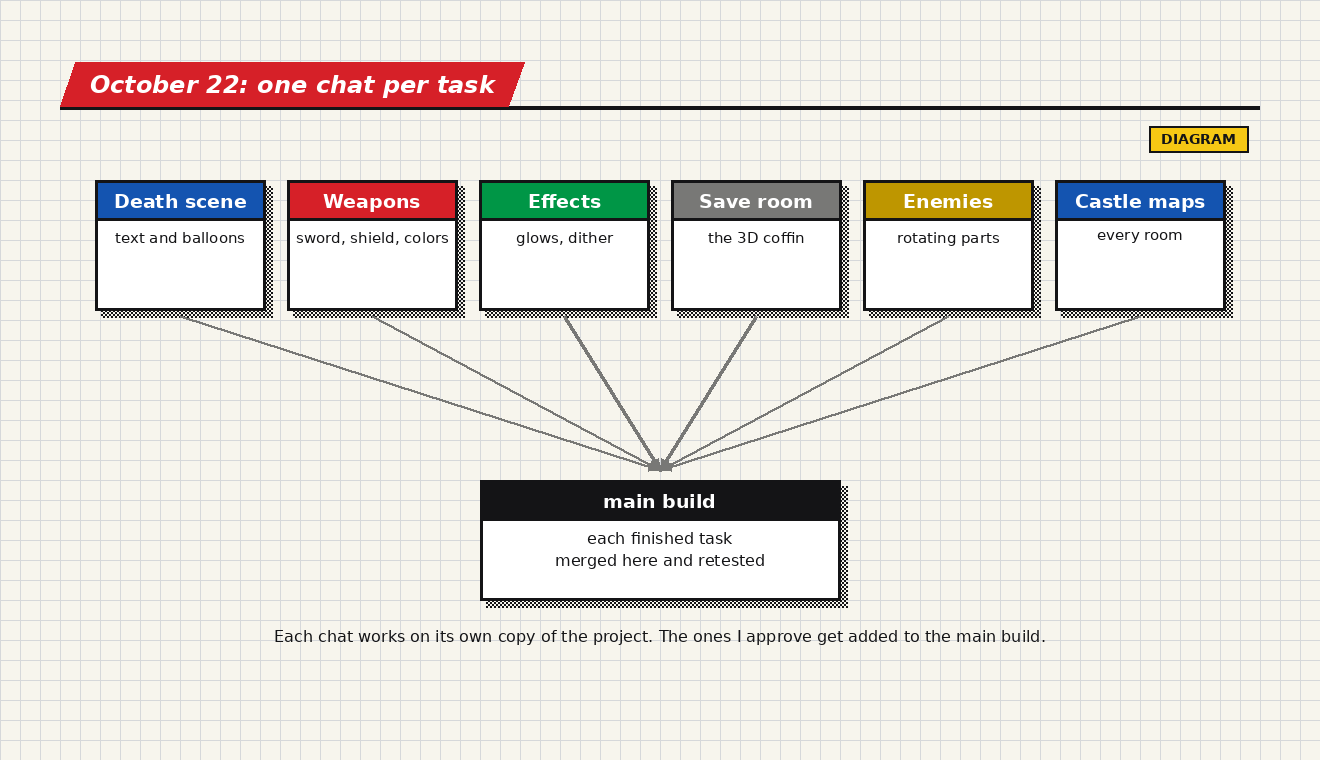 October 22: one chat per task
DIAGRAM
Death scene
text and balloons
Weapons
sword, shield, colors
Effects
glows, dither
Save room
the 3D coffin
Enemies
rotating parts
Castle maps
every room
main build
each finished task
merged here and retested
Each chat works on its own copy of the project. The ones I approve get added to the main build.